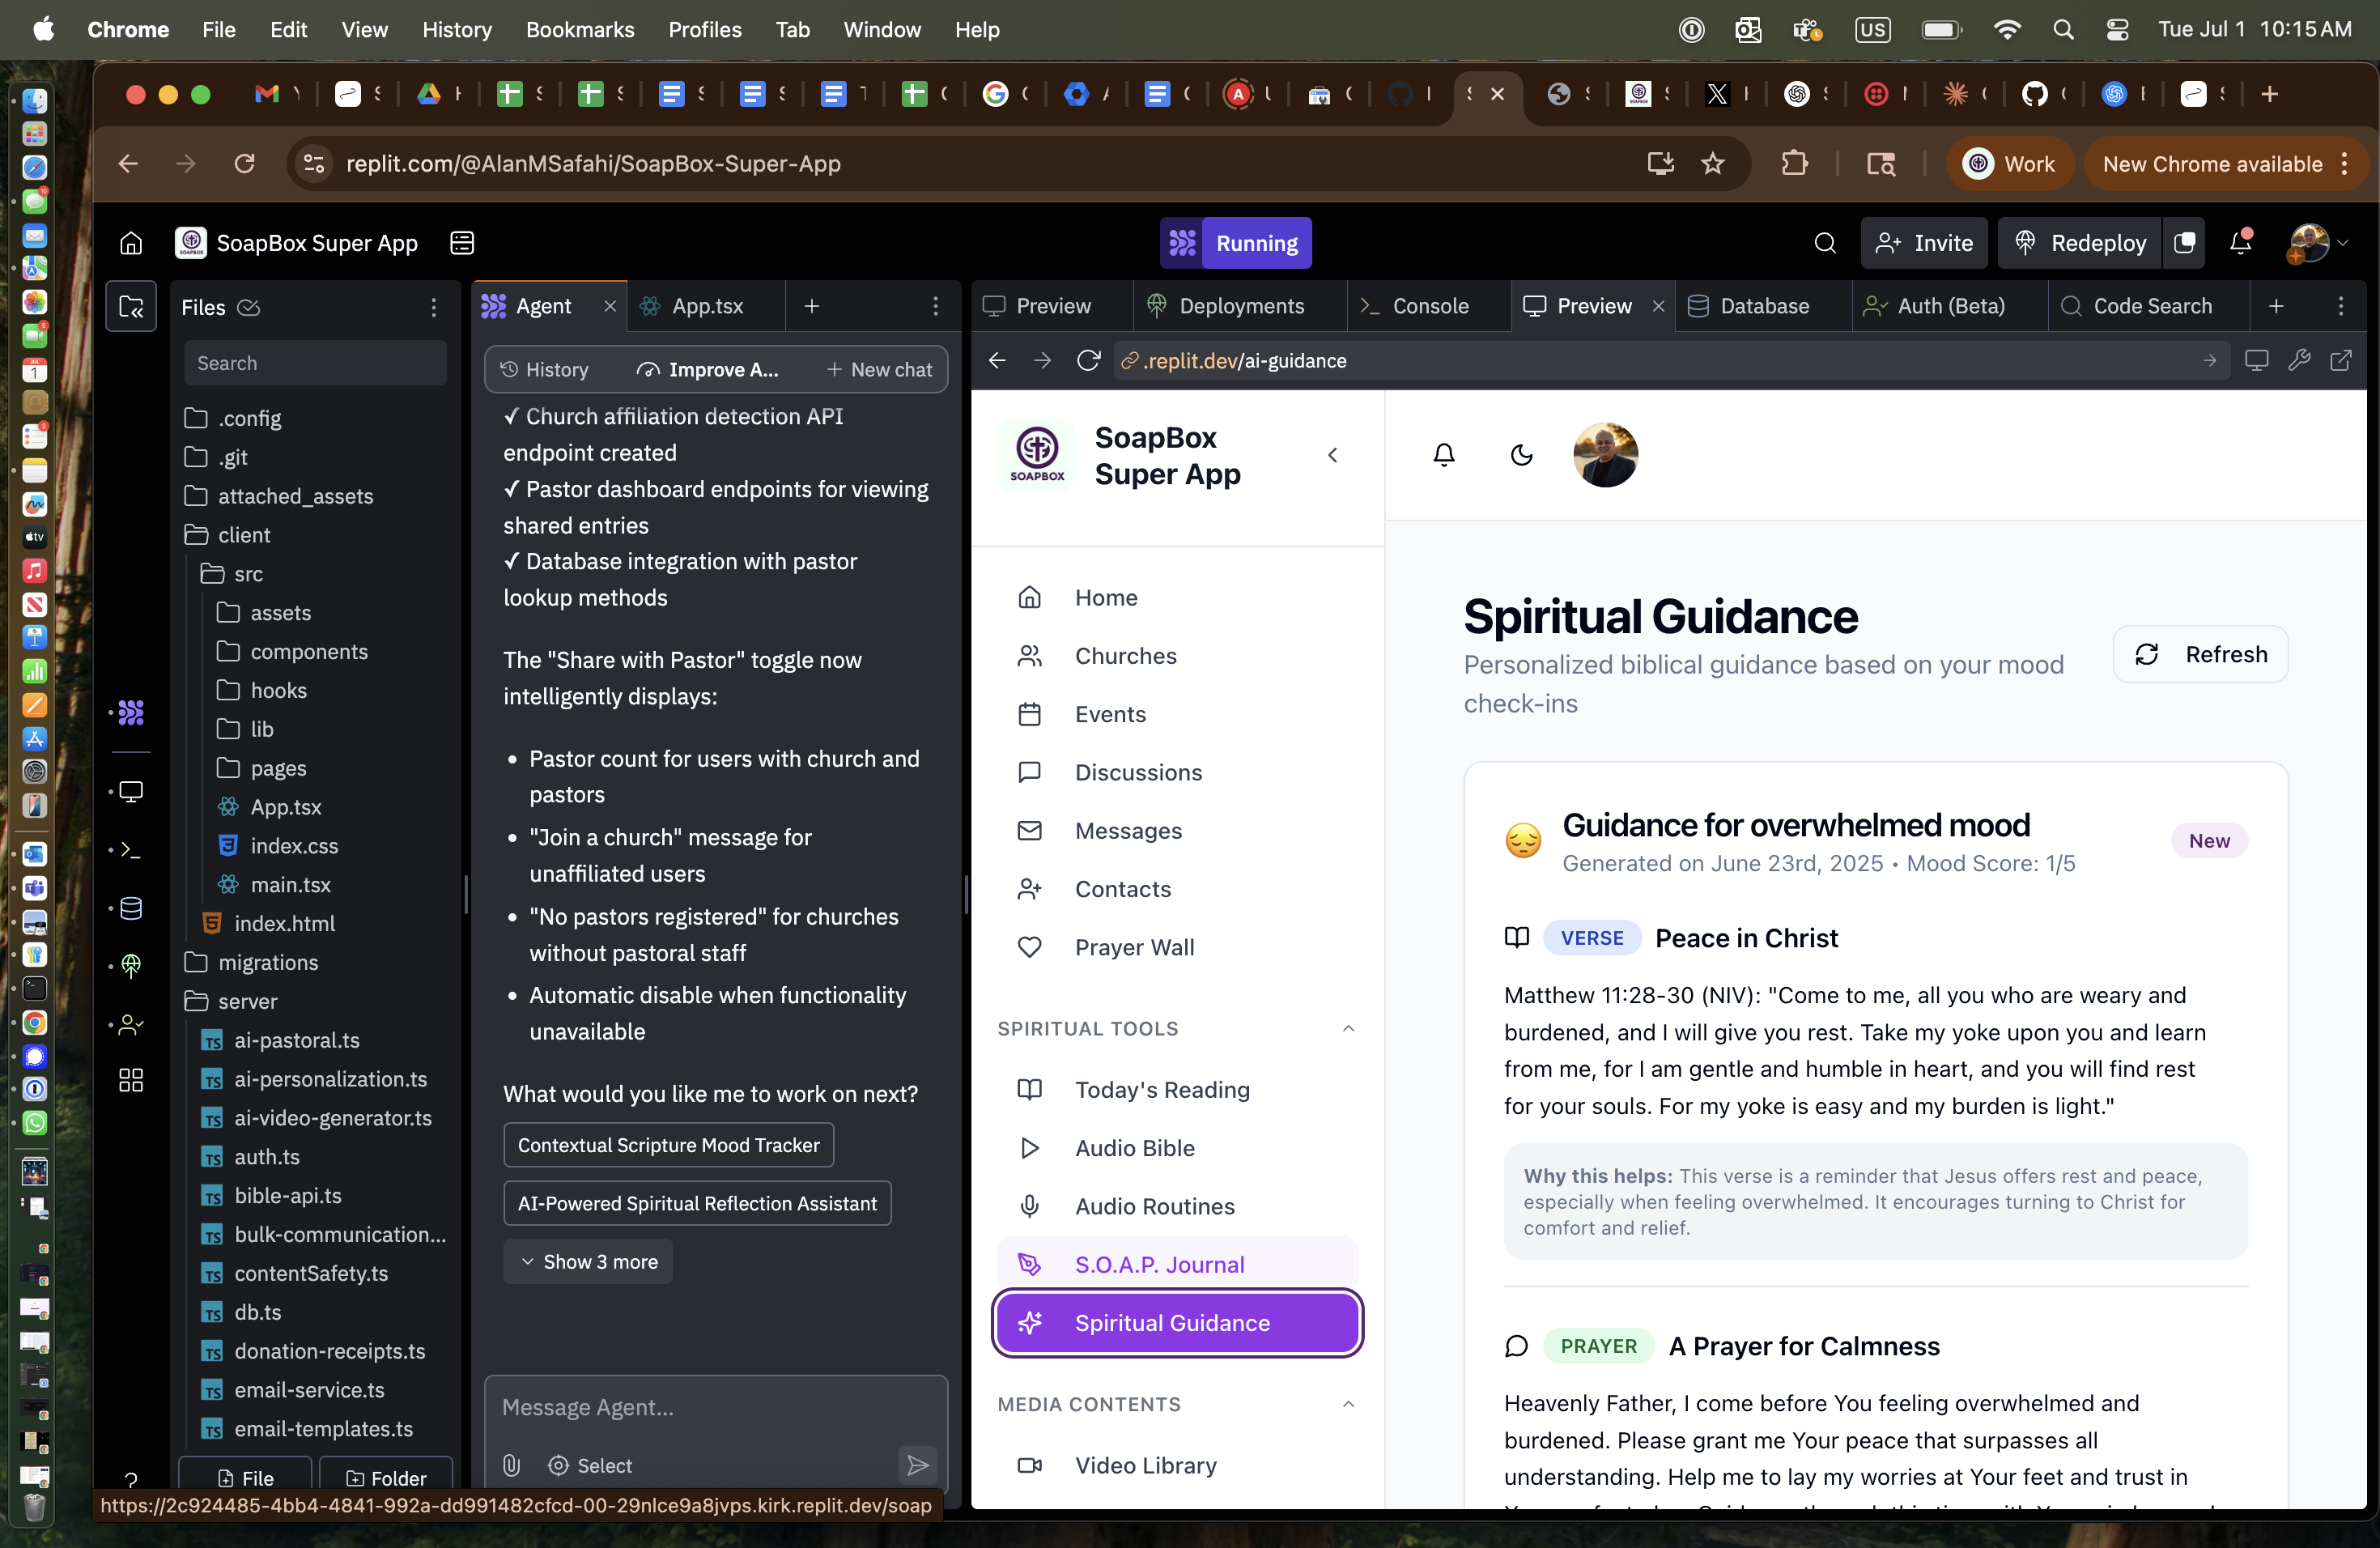 Chrome File Edit View History Bookmarks Profiles Tab Window Help
US
Tue Jul 1 10:15 AM
replit.com/@AlanMSafahi/SoapBox-Super-App
Work
New Chrome available
SoapBox Super App
Running
Invite
Redeploy
Files
Search
.config
.git
attached_assets
client
src
assets
components
hooks
lib
pages
App.tsx
index.css
main.tsx
index.html
migrations
server
ai-pastoral.ts
ai-personalization.ts
ai-video-generator.ts
auth.ts
bible-api.ts
bulk-communication...
contentSafety.ts
db.ts
donation-receipts.ts
email-service.ts
email-templates.ts
File
Folder
Agent
App.tsx
History
Improve A...
New chat
✓ Church affiliation detection API
endpoint created
✓ Pastor dashboard endpoints for viewing
shared entries
✓ Database integration with pastor
lookup methods
The "Share with Pastor" toggle now
intelligently displays:
• Pastor count for users with church and
pastors
• "Join a church" message for
unaffiliated users
• "No pastors registered" for churches
without pastoral staff
• Automatic disable when functionality
unavailable
What would you like me to work on next?
Contextual Scripture Mood Tracker
AI-Powered Spiritual Reflection Assistant
Show 3 more
Message Agent...
Select
https://2c924485-4bb4-4841-992a-dd991482cfcd-00-29nlce9a8jvps.kirk.replit.dev/soap
Preview
Deployments
Console
Preview
Database
Auth (Beta)
Code Search
.replit.dev/ai-guidance
SOAPBOX
SoapBox
Super App
Home
Churches
Events
Discussions
Messages
Contacts
Prayer Wall
SPIRITUAL TOOLS
Today's Reading
Audio Bible
Audio Routines
S.O.A.P. Journal
Spiritual Guidance
MEDIA CONTENTS
Video Library
Spiritual Guidance
Personalized biblical guidance based on your mood
check-ins
Refresh
Guidance for overwhelmed mood
Generated on June 23rd, 2025 • Mood Score: 1/5
New
VERSE Peace in Christ
Matthew 11:28-30 (NIV): "Come to me, all you who are weary and
burdened, and I will give you rest. Take my yoke upon you and learn
from me, for I am gentle and humble in heart, and you will find rest
for your souls. For my yoke is easy and my burden is light."
Why this helps: This verse is a reminder that Jesus offers rest and peace,
especially when feeling overwhelmed. It encourages turning to Christ for
comfort and relief.
PRAYER A Prayer for Calmness
Heavenly Father, I come before You feeling overwhelmed and
burdened. Please grant me Your peace that surpasses all
understanding. Help me to lay my worries at Your feet and trust in